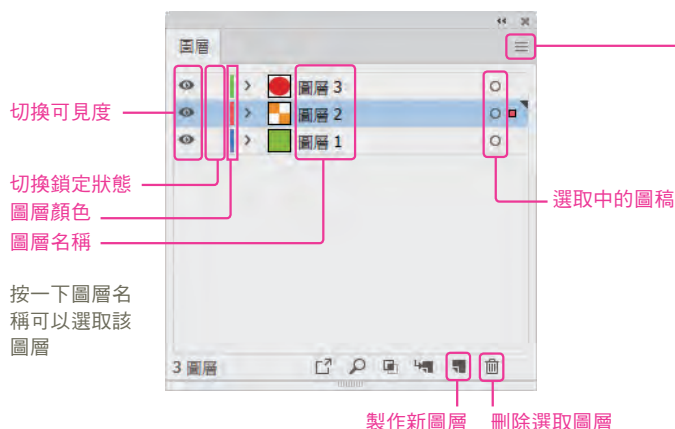 圖層
圖層 3
切換可見度
圖層 2
圖層 1
切換鎖定狀態
選取中的圖稿
圖層顏色
圖層名稱
按一下圖層名
稱可以選取該
圖層
3 圖層
製作新圖層
刪除選取圖層